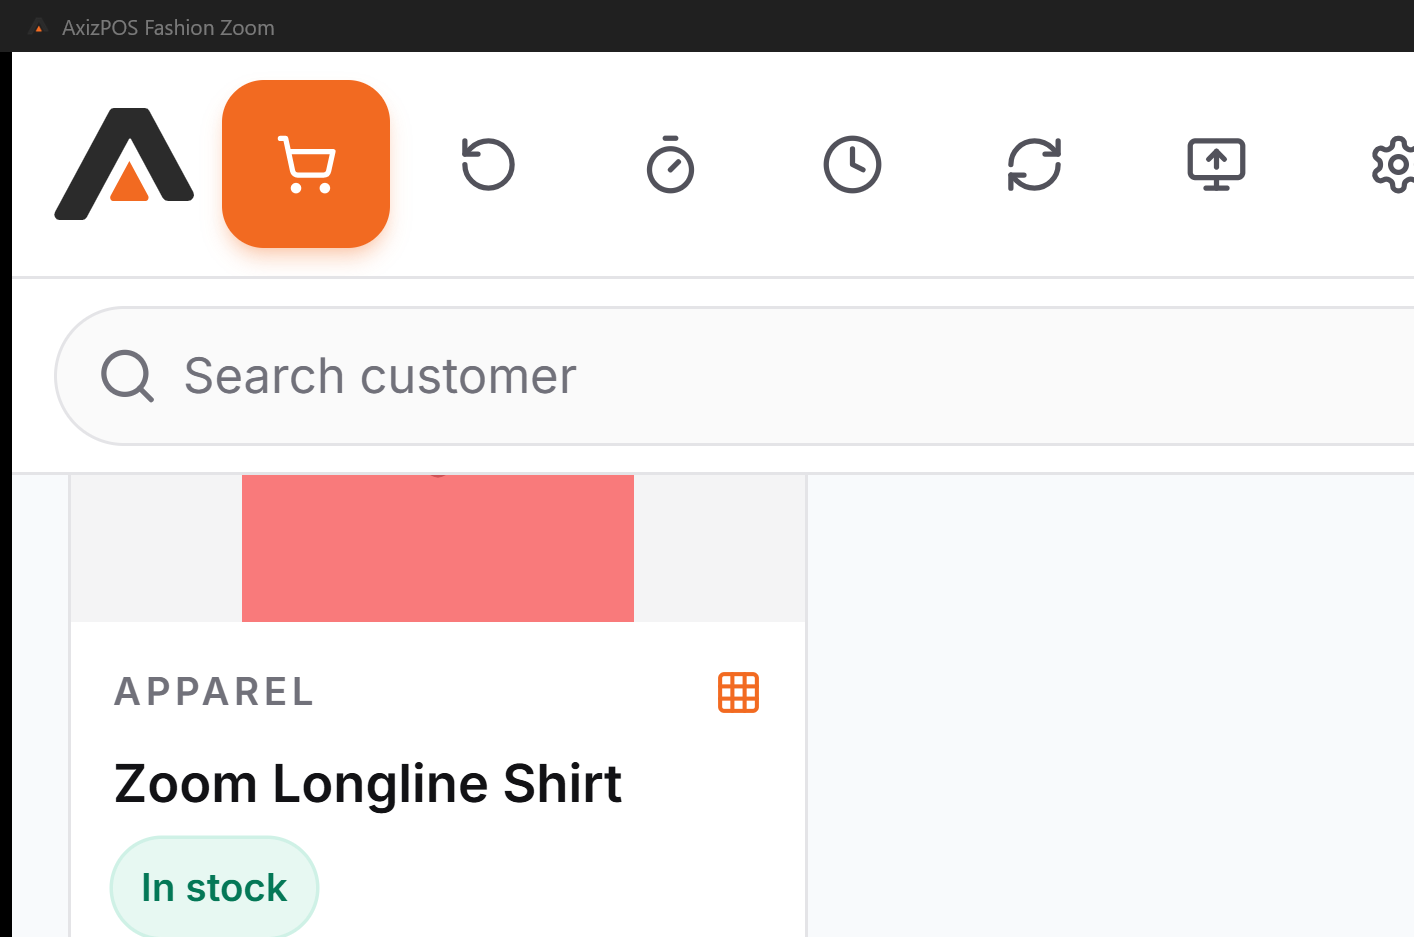 AxizPOS Fashion Zoom
Search customer
APPAREL
Zoom Longline Shirt
In stock